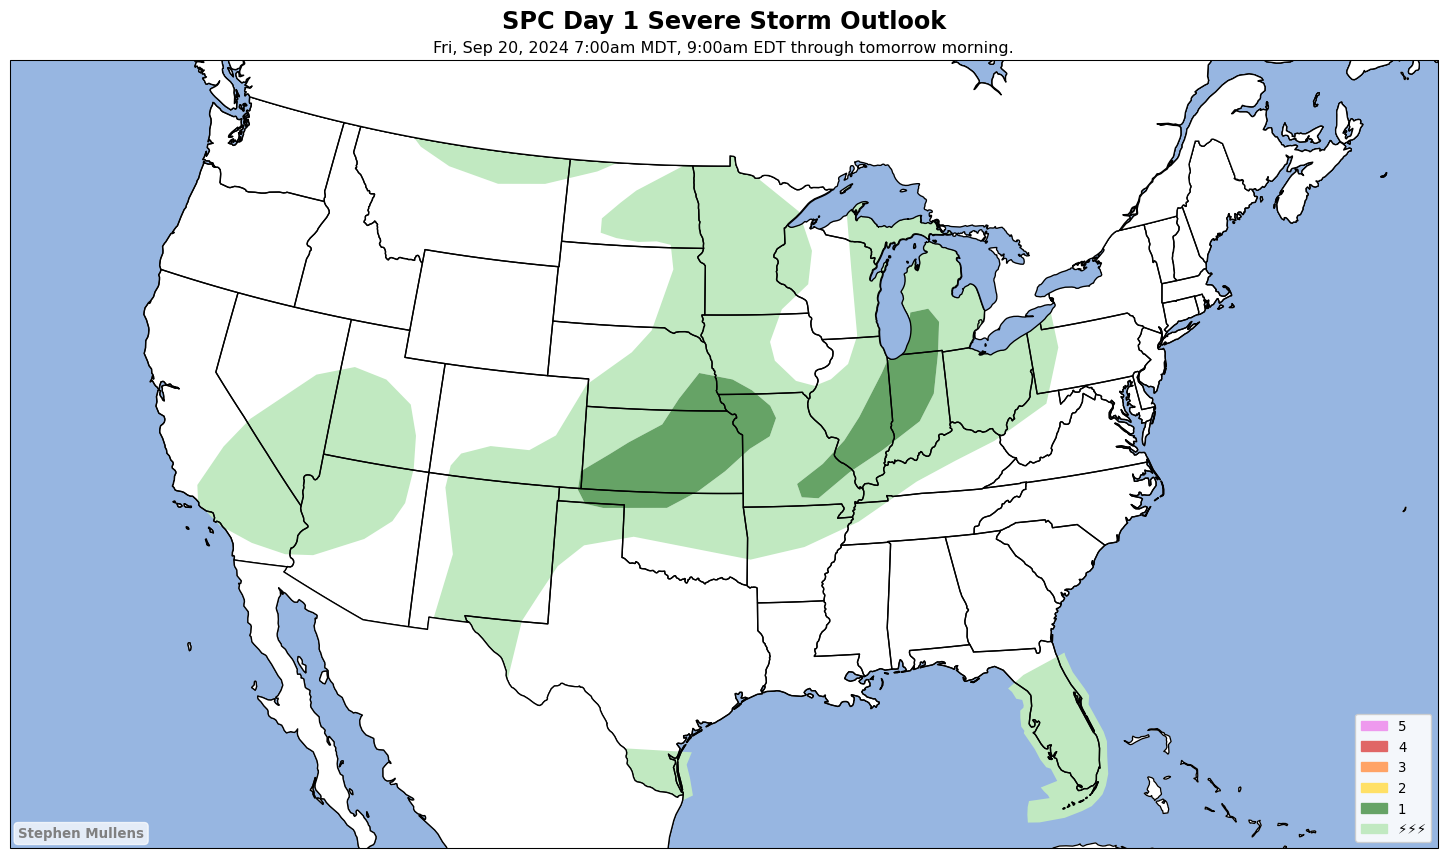 SPC Day 1 Severe Storm Outlook
Fri, Sep 20, 2024 7:00am MDT, 9:00am EDT through tomorrow morning.
5
4
3
2
1
⚡⚡⚡
Stephen Mullens